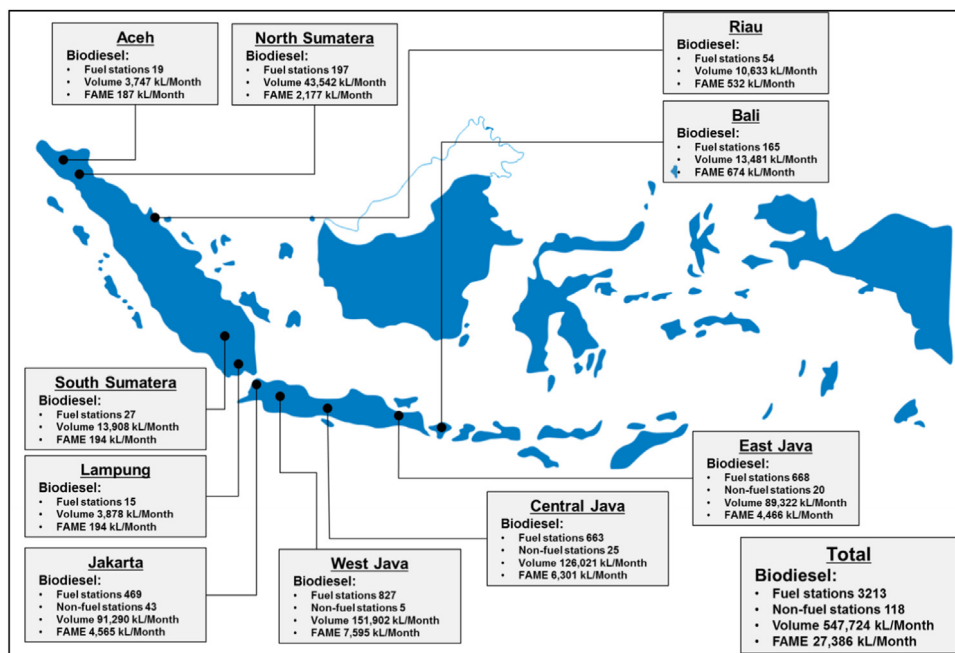 Aceh
Biodiesel:
• Fuel stations 19
• Volume 3,747 kL/Month
• FAME 187 kL/Month
North Sumatera
Biodiesel:
• Fuel stations 197
• Volume 43,542 kL/Month
• FAME 2,177 kL/Month
Riau
Biodiesel:
• Fuel stations 54
• Volume 10,633 kL/Month
• FAME 532 kL/Month
Bali
Biodiesel:
• Fuel stations 165
• Volume 13,481 kL/Month
• FAME 674 kL/Month
South Sumatera
Biodiesel:
• Fuel stations 27
• Volume 13,908 kL/Month
• FAME 194 kL/Month
Lampung
Biodiesel:
• Fuel stations 15
• Volume 3,878 kL/Month
• FAME 194 kL/Month
Jakarta
Biodiesel:
• Fuel stations 469
• Non-fuel stations 43
• Volume 91,290 kL/Month
• FAME 4,565 kL/Month
West Java
Biodiesel:
• Fuel stations 827
• Non-fuel stations 5
• Volume 151,902 kL/Month
• FAME 7,595 kL/Month
Central Java
Biodiesel:
• Fuel stations 663
• Non-fuel stations 25
• Volume 126,021 kL/Month
• FAME 6,301 kL/Month
East Java
Biodiesel:
• Fuel stations 668
• Non-fuel stations 20
• Volume 89,322 kL/Month
• FAME 4,466 kL/Month
Total
Biodiesel:
• Fuel stations 3213
• Non-fuel stations 118
• Volume 547,724 kL/Month
• FAME 27,386 kL/Month